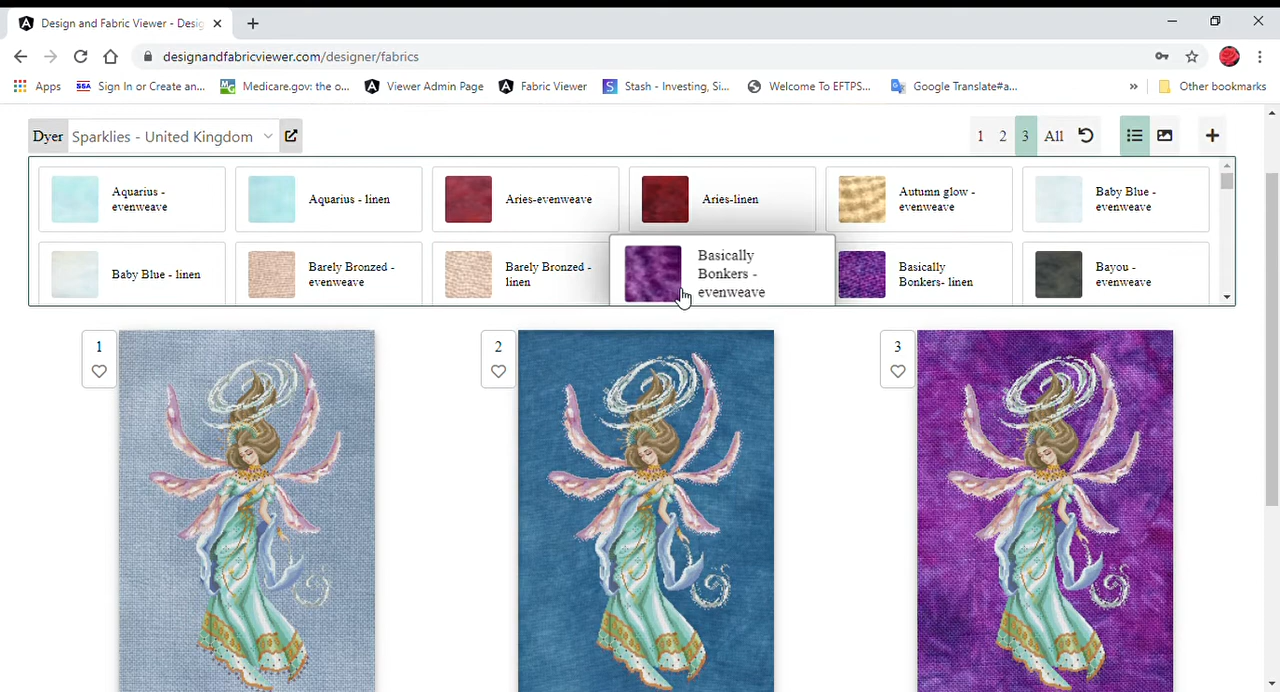 Design and Fabric Viewer - Desig
designandfabricviewer.com/designer/fabrics
Apps
SSA
Sign In or Create an...
MG
Medicare.gov: the o...
Viewer Admin Page
Fabric Viewer
S
Stash - Investing, Si...
Welcome To EFTPS...
Google Translate#a...
»
Other bookmarks
Dyer
Sparklies - United Kingdom
1 2 3 All
Aquarius -
evenweave
Aquarius - linen
Aries-evenweave
Aries-linen
Autumn glow -
evenweave
Baby Blue -
evenweave
Baby Blue - linen
Barely Bronzed -
evenweave
Barely Bronzed -
linen
Basically
Bonkers -
evenweave
Basically
Bonkers- linen
Bayou -
evenweave
1
2
3